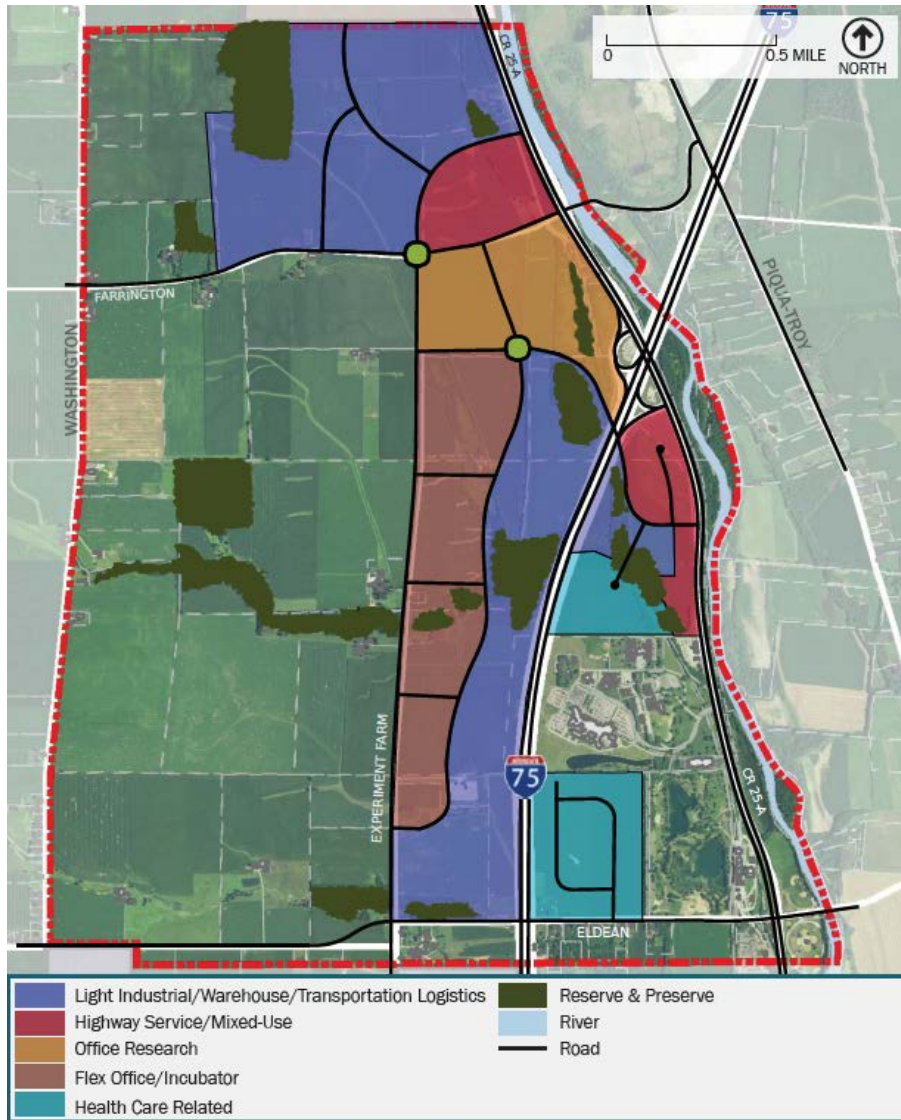 75
CR 25-A
0
0.5 MILE
NORTH
FARRINGTON
WASHINGTON
PIQUA-TROY
EXPERIMENT FARM
75
CR 25-A
ELDEAN
Light Industrial/Warehouse/Transportation Logistics
Highway Service/Mixed-Use
Office Research
Flex Office/Incubator
Health Care Related
Reserve & Preserve
River
Road